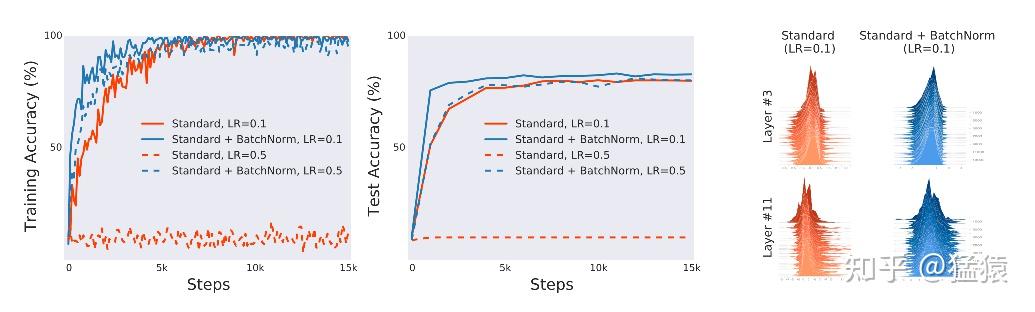 100
50
Training Accuracy (%)
Standard, LR=0.1
Standard + BatchNorm, LR=0.1
Standard, LR=0.5
Standard + BatchNorm, LR=0.5
0
5k
10k
15k
Steps
100
50
Test Accuracy (%)
Standard, LR=0.1
Standard + BatchNorm, LR=0.1
Standard, LR=0.5
Standard + BatchNorm, LR=0.5
0
5k
10k
15k
Steps
Standard
(LR=0.1)
Standard + BatchNorm
(LR=0.1)
Layer #3
Layer #11
知乎 @猛猿